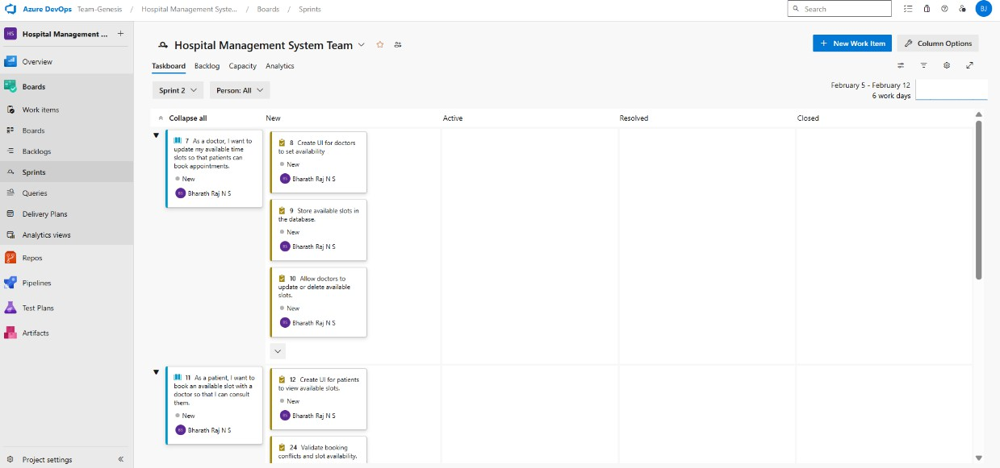 Azure DevOps Team-Genesis / Hospital Management Syste... / Boards / Sprints
Search
BJ
HS Hospital Management ... +
Overview
Boards
Work items
Boards
Backlogs
Sprints
Queries
Delivery Plans
Analytics views
Repos
Pipelines
Test Plans
Artifacts
Project settings
Hospital Management System Team
+ New Work Item
Column Options
Taskboard Backlog Capacity Analytics
Sprint 2
Person: All
February 5 - February 12
6 work days
Collapse all New Active Resolved Closed
7 As a doctor, I want to
update my available time
slots so that patients can
book appointments.
New
BS Bharath Raj N S
8 Create UI for doctors
to set availability
New
BS Bharath Raj N S
9 Store available slots in
the database.
New
BS Bharath Raj N S
10 Allow doctors to
update or delete available
slots.
New
BS Bharath Raj N S
11 As a patient, I want to
book an available slot with a
doctor so that I can consult
them.
New
BS Bharath Raj N S
12 Create UI for patients
to view available slots.
New
BS Bharath Raj N S
24 Validate booking
conflicts and slot availability.